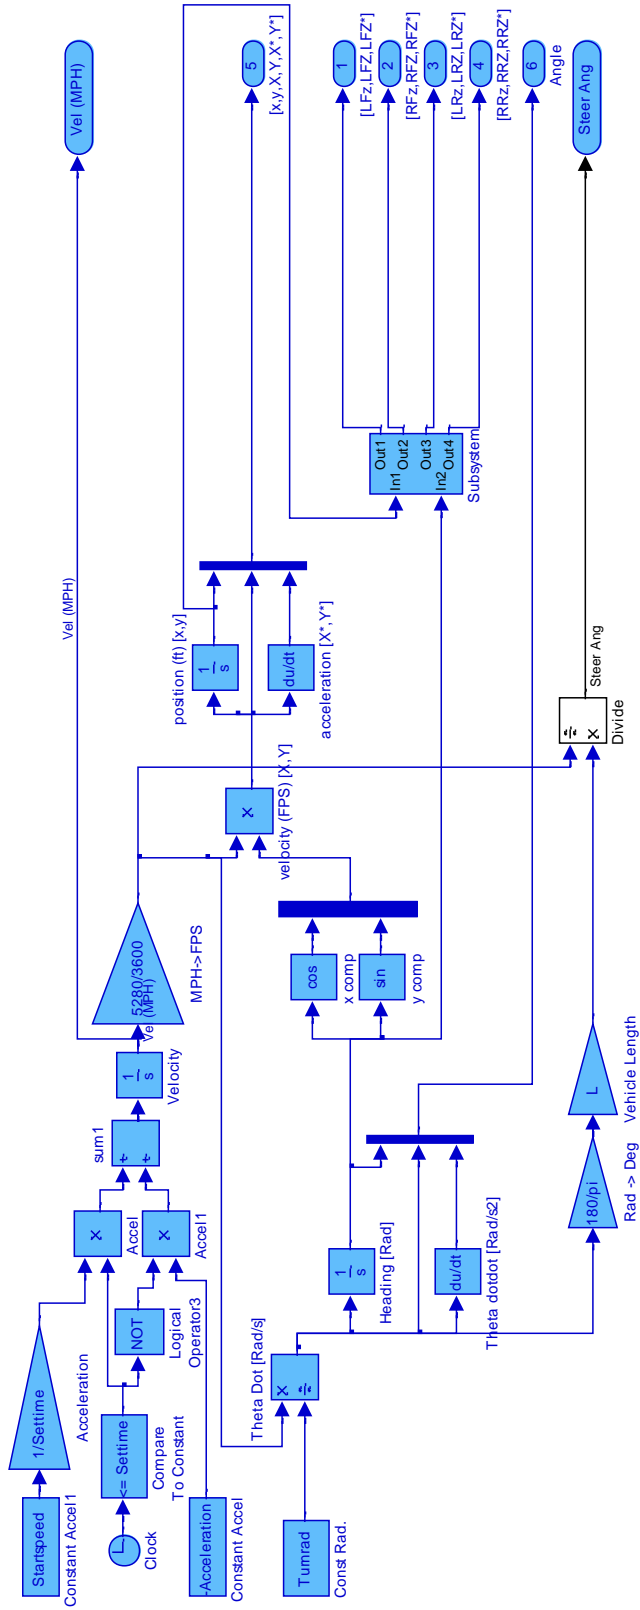 Startspeed
Constant Accel1
1/Settime
Acceleration
Clock
<= Settime
Compare
To Constant
NOT
Logical
Operator3
-Acceleration
Constant Accel
x
Accel
x
Accel1
sum1
+
+
1
s
Velocity
Vel (MPH)
5280/3600
MPH->FPS
Vel (MPH)
Vel (MPH)
Turnrad
Const Rad.
Theta Dot [Rad/s]
x
÷
1
s
Heading [Rad]
du/dt
Theta dotdot [Rad/s2]
cos
x comp
sin
y comp
x
velocity (FPS) [X,Y]
position (ft) [x,y]
1
s
du/dt
acceleration [X*,Y*]
5
[x,y,X,Y,X*,Y*]
In1
In2
Out1
Out2
Out3
Out4
Subsystem
1
[LFz,LFZ,LFZ*]
2
[RFz,RFZ,RFZ*]
3
[LRz,LRZ,LRZ*]
4
[RRz,RRZ,RRZ*]
6
Angle
180/pi
Rad -> Deg
L
Vehicle Length
÷
x
Divide
Steer Ang
Steer Ang